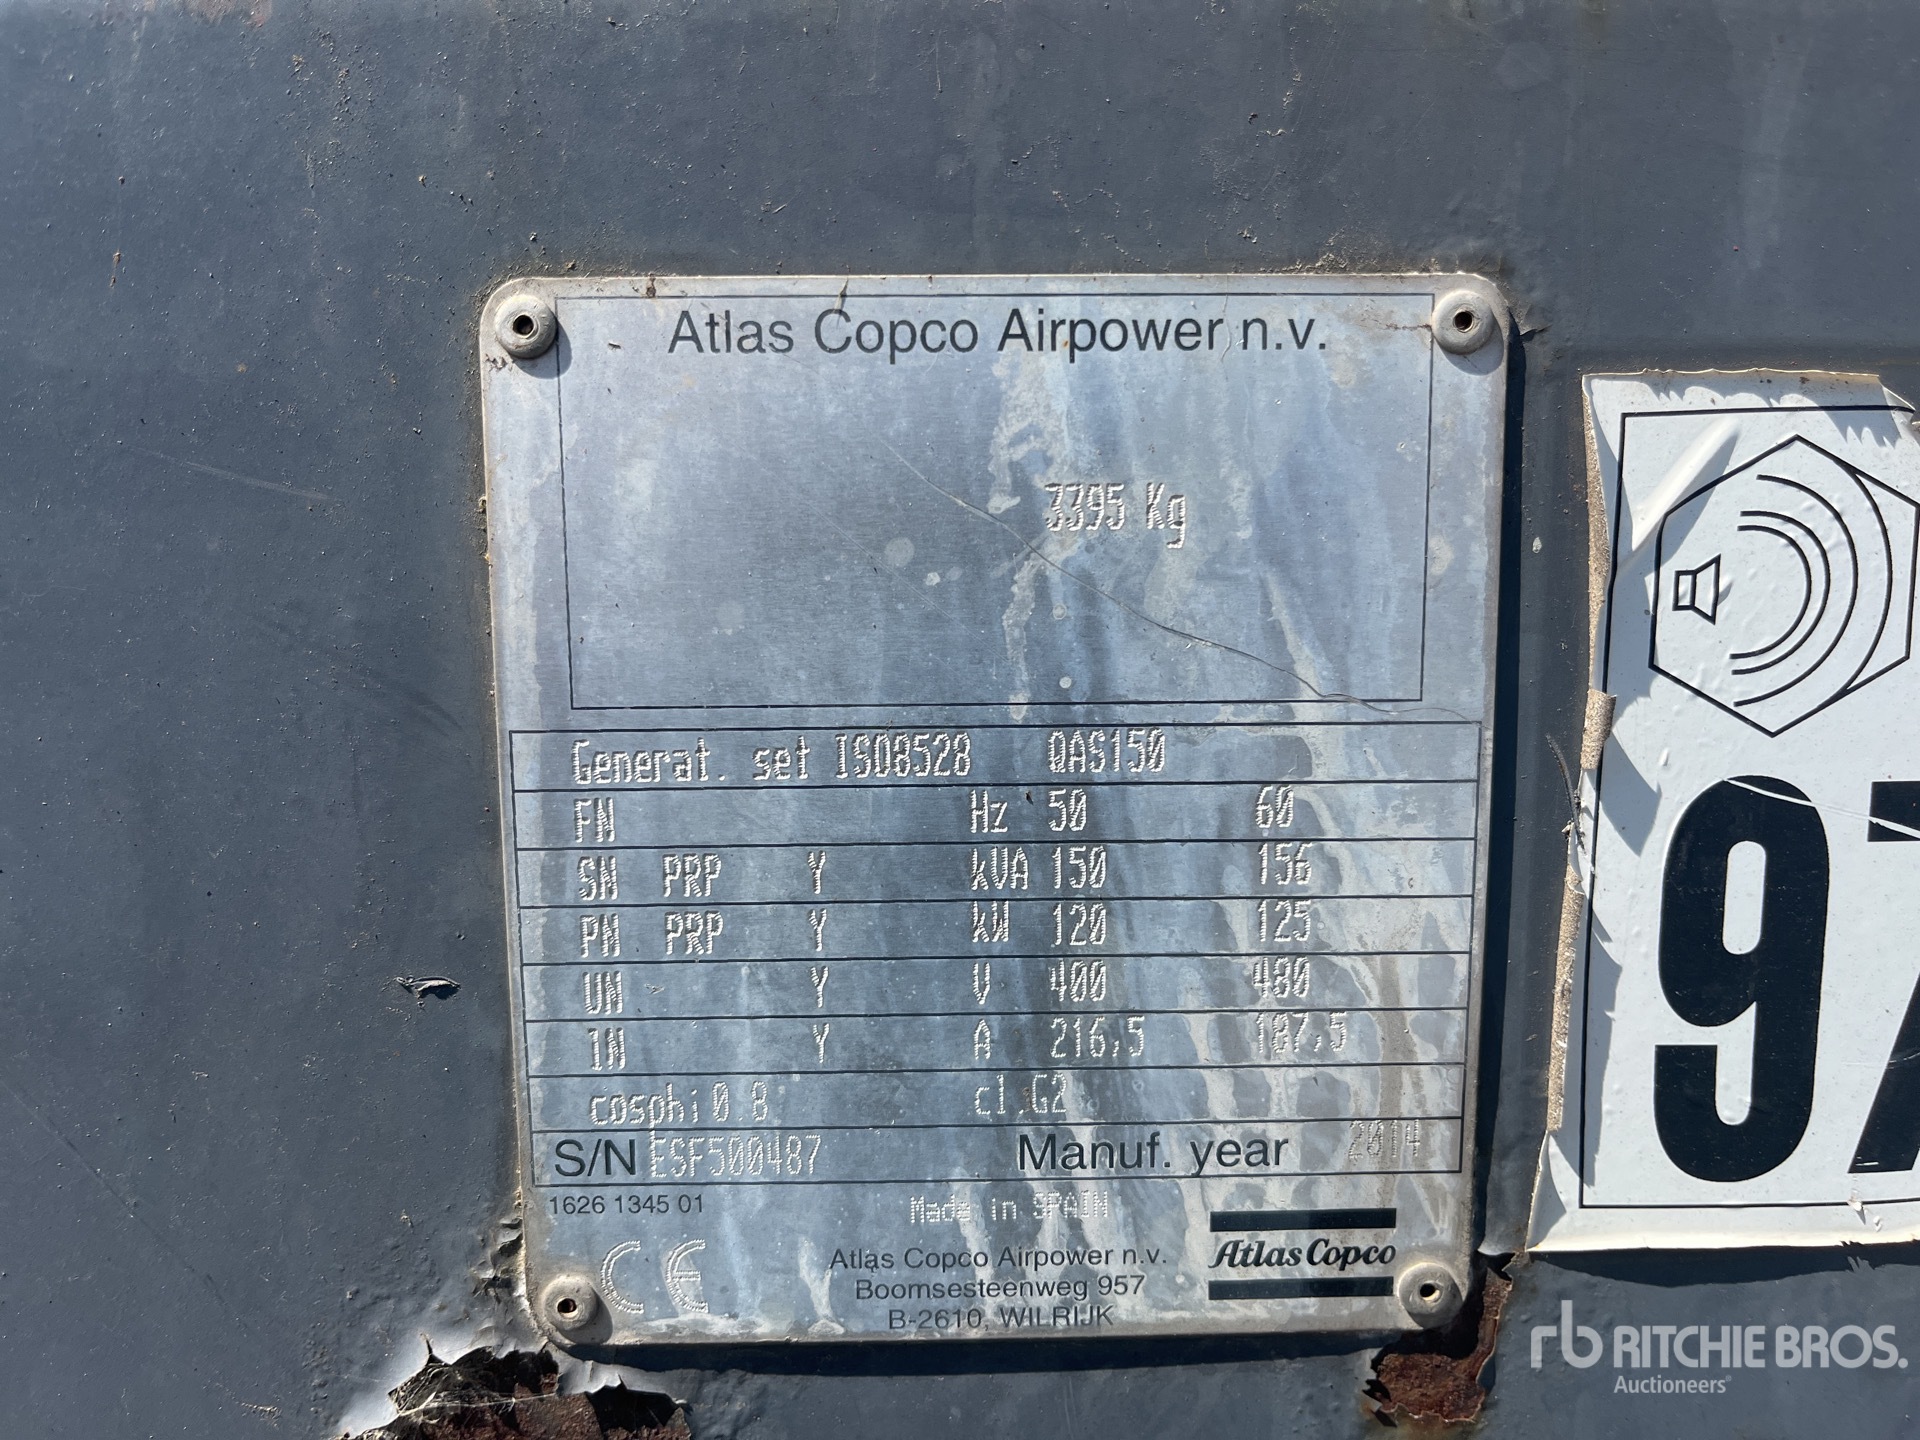 Atlas Copco Airpower n.v.
3395 Kg
Generat. set ISO8528 QAS150
FN Hz 50 60
SN PRP Y kVA 150 156
PN PRP Y kW 120 125
UN Y V 400 480
IN Y A 216,5 187,5
cosphi 0.8 cl.G2
S/N ESF500487 Manuf. year 2014
1626 1345 01
Made in SPAIN
CE
Atlas Copco Airpower n.v.
Boomsesteenweg 957
B-2610, WILRIJK
Atlas Copco
97
rb RITCHIE BROS.
Auctioneers